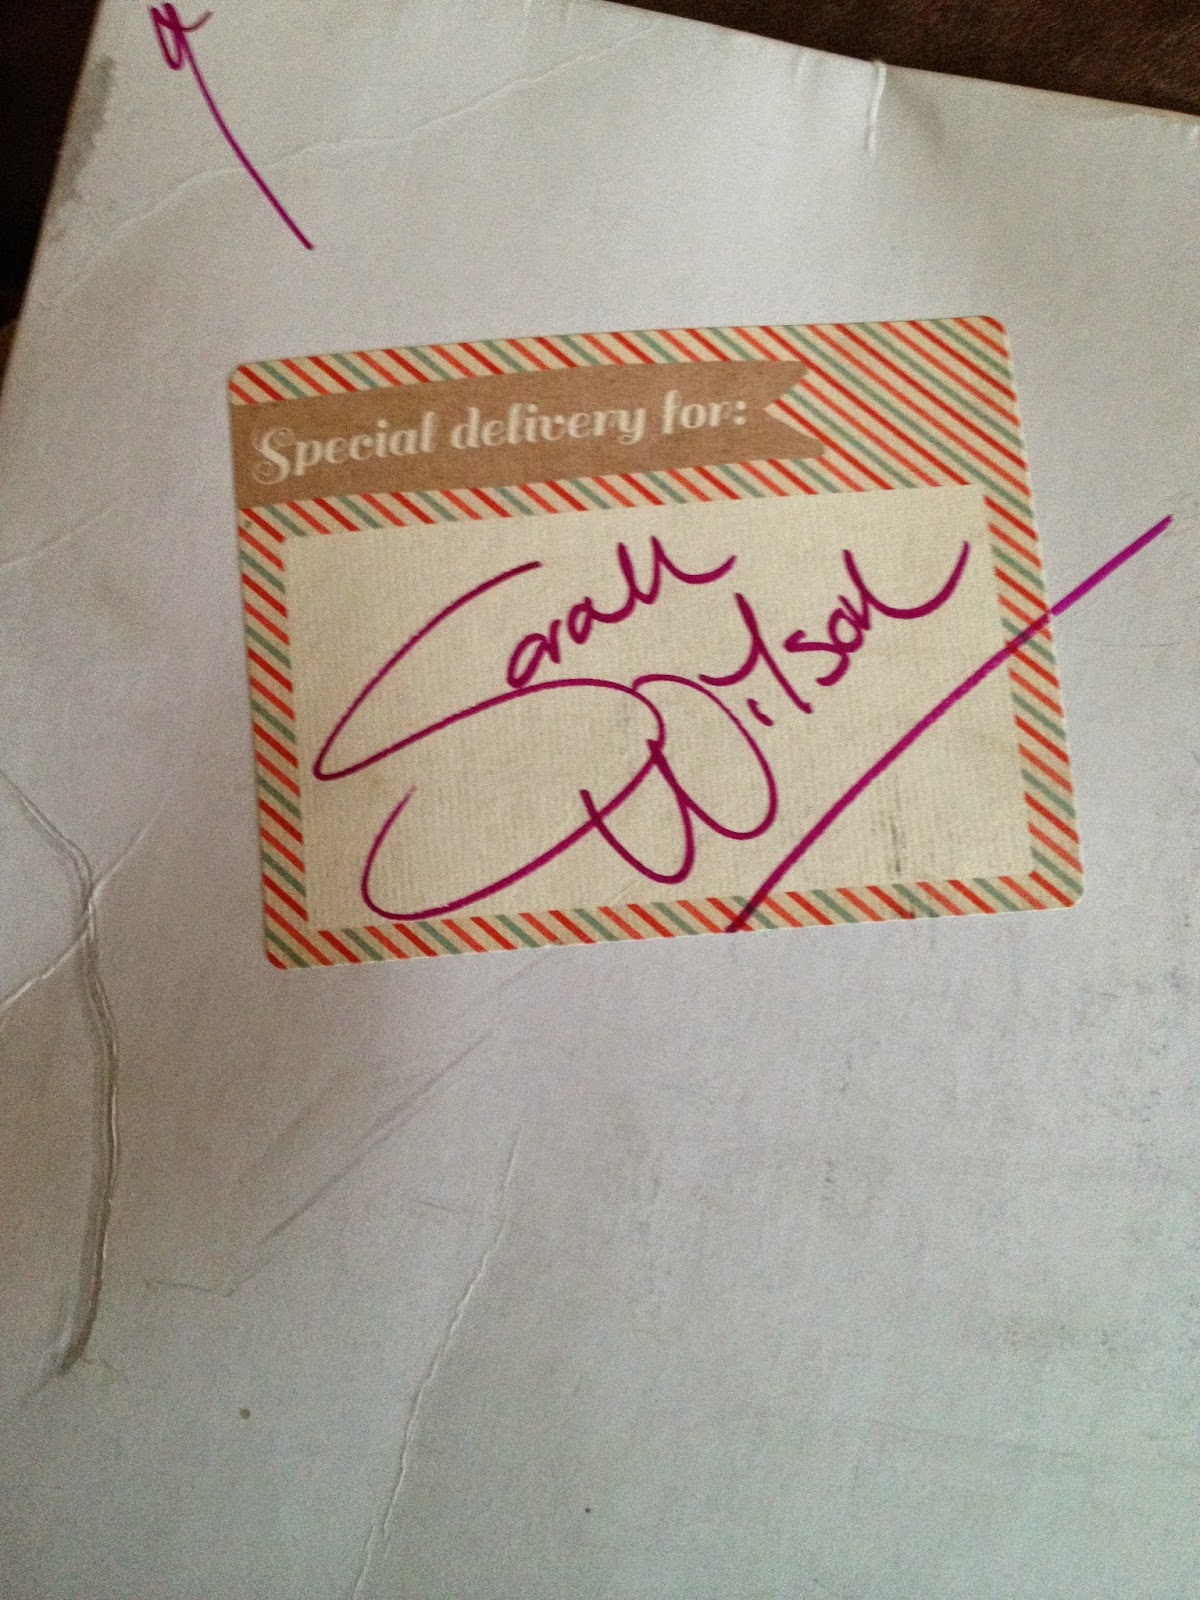 Special delivery for:
Sarah
Wilson